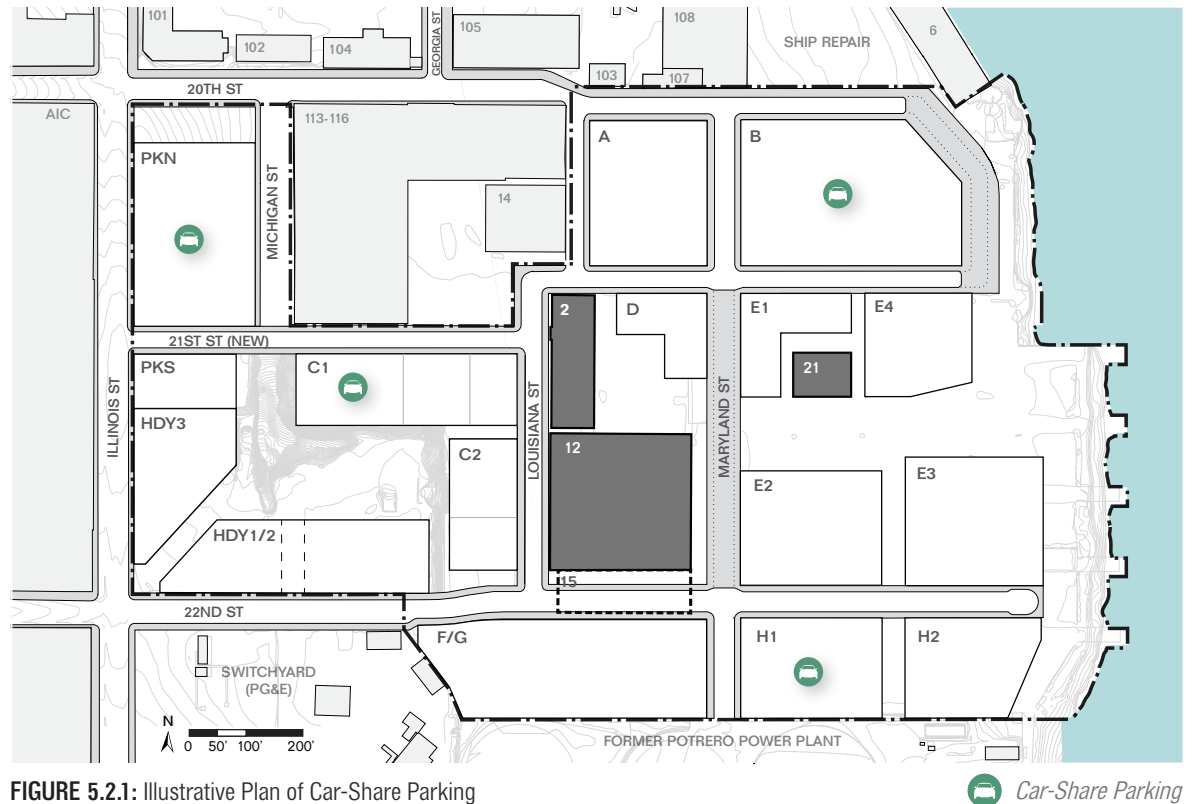 101
102
104
GEORGIA ST
105
108
103
107
SHIP REPAIR
6
20TH ST
AIC
PKN
MICHIGAN ST
113-116
14
A
B
21ST ST (NEW)
ILLINOIS ST
PKS
HDY3
C1
C2
HDY1/2
LOUISIANA ST
2
D
12
15
MARYLAND ST
E1
21
E4
E2
E3
22ND ST
F/G
H1
H2
SWITCHYARD
(PG&E)
N
0 50' 100' 200'
FORMER POTRERO POWER PLANT
FIGURE 5.2.1: Illustrative Plan of Car-Share Parking
Car-Share Parking